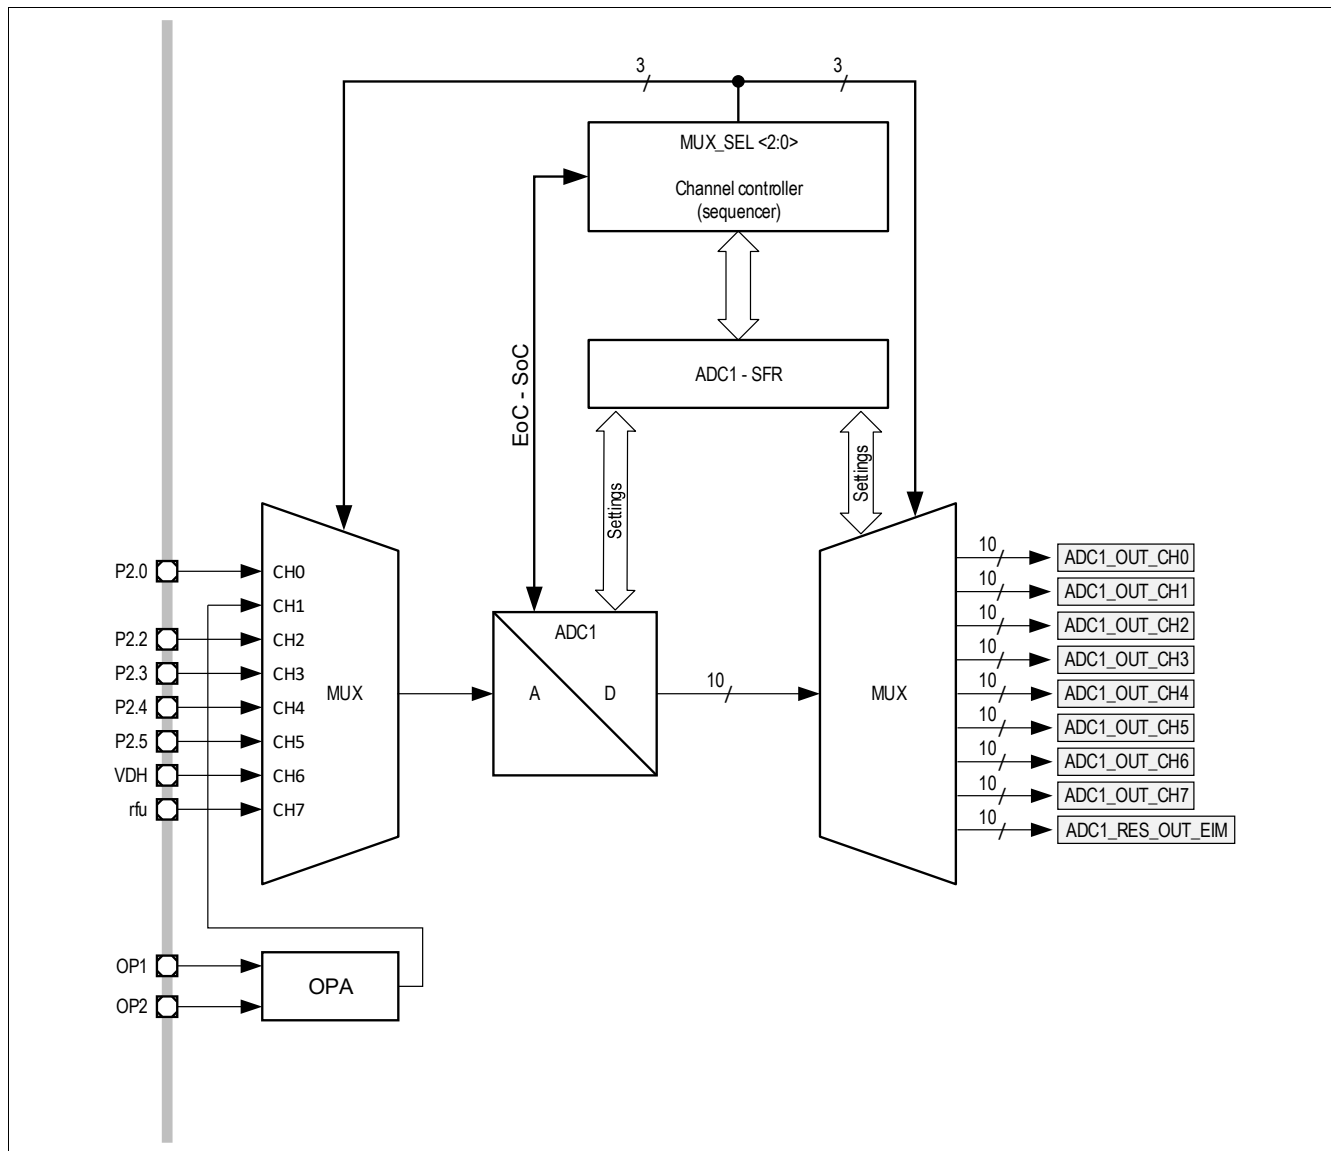 3
3
MUX_SEL <2:0>
Channel controller
(sequencer)
EoC - SoC
ADC1 - SFR
Settings
Settings
P2.0
P2.2
P2.3
P2.4
P2.5
VDH
rfu
CH0
CH1
CH2
CH3
CH4
CH5
CH6
CH7
MUX
ADC1
A
D
10
MUX
10
ADC1_OUT_CH0
10
ADC1_OUT_CH1
10
ADC1_OUT_CH2
10
ADC1_OUT_CH3
10
ADC1_OUT_CH4
10
ADC1_OUT_CH5
10
ADC1_OUT_CH6
10
ADC1_OUT_CH7
10
ADC1_RES_OUT_EIM
OP1
OP2
OPA